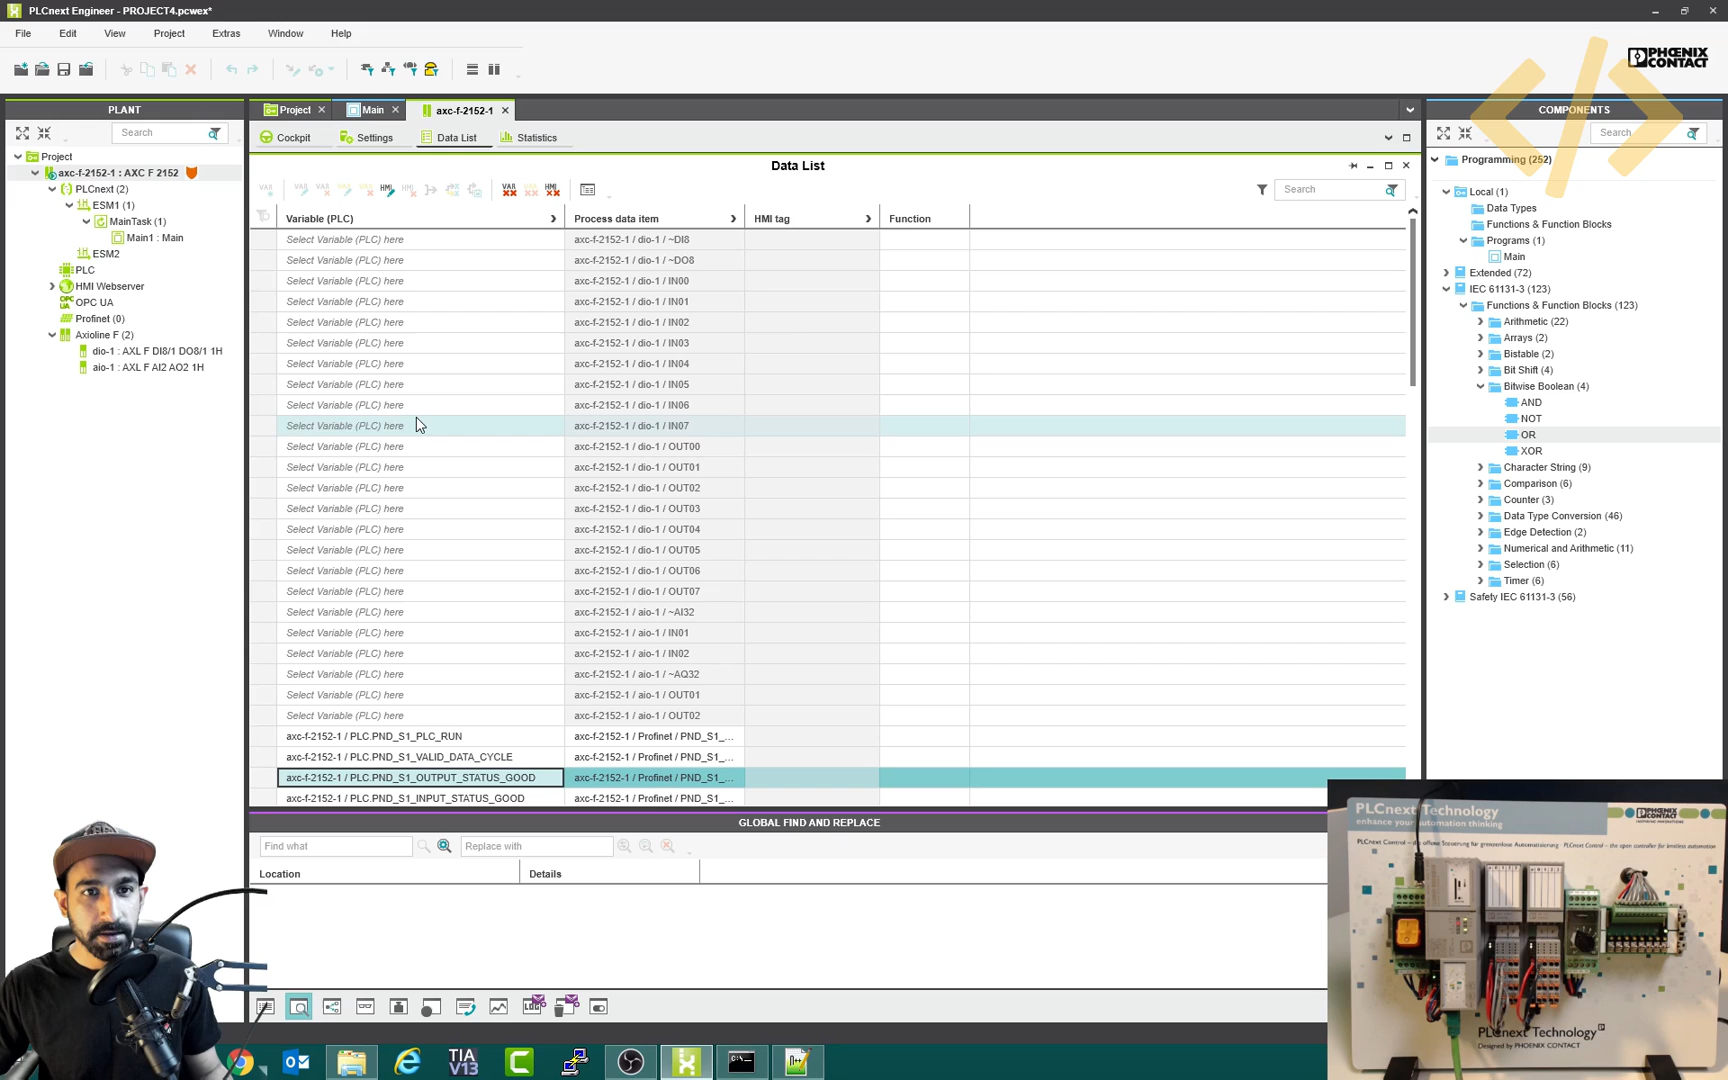 PLCnext Engineer - PROJECT4.pcwex*
File Edit View Project Extras Window Help
PHOENIX CONTACT
PLANT
Search
Project
axc-f-2152-1 : AXC F 2152
PLCnext (2)
ESM1 (1)
MainTask (1)
Main1 : Main
ESM2
PLC
HMI Webserver
OPC UA
Profinet (0)
Axioline F (2)
dio-1 : AXL F DI8/1 DO8/1 1H
aio-1 : AXL F AI2 AO2 1H
Project Main axc-f-2152-1
Cockpit Settings Data List Statistics
Data List
VAR VAR HMI
Search
Variable (PLC) Process data item HMI tag Function
Select Variable (PLC) here axc-f-2152-1 / dio-1 / ~DI8
Select Variable (PLC) here axc-f-2152-1 / dio-1 / ~DO8
Select Variable (PLC) here axc-f-2152-1 / dio-1 / IN00
Select Variable (PLC) here axc-f-2152-1 / dio-1 / IN01
Select Variable (PLC) here axc-f-2152-1 / dio-1 / IN02
Select Variable (PLC) here axc-f-2152-1 / dio-1 / IN03
Select Variable (PLC) here axc-f-2152-1 / dio-1 / IN04
Select Variable (PLC) here axc-f-2152-1 / dio-1 / IN05
Select Variable (PLC) here axc-f-2152-1 / dio-1 / IN06
Select Variable (PLC) here axc-f-2152-1 / dio-1 / IN07
Select Variable (PLC) here axc-f-2152-1 / dio-1 / OUT00
Select Variable (PLC) here axc-f-2152-1 / dio-1 / OUT01
Select Variable (PLC) here axc-f-2152-1 / dio-1 / OUT02
Select Variable (PLC) here axc-f-2152-1 / dio-1 / OUT03
Select Variable (PLC) here axc-f-2152-1 / dio-1 / OUT04
Select Variable (PLC) here axc-f-2152-1 / dio-1 / OUT05
Select Variable (PLC) here axc-f-2152-1 / dio-1 / OUT06
Select Variable (PLC) here axc-f-2152-1 / dio-1 / OUT07
Select Variable (PLC) here axc-f-2152-1 / aio-1 / ~AI32
Select Variable (PLC) here axc-f-2152-1 / aio-1 / IN01
Select Variable (PLC) here axc-f-2152-1 / aio-1 / IN02
Select Variable (PLC) here axc-f-2152-1 / aio-1 / ~AQ32
Select Variable (PLC) here axc-f-2152-1 / aio-1 / OUT01
Select Variable (PLC) here axc-f-2152-1 / aio-1 / OUT02
axc-f-2152-1 / PLC.PND_S1_PLC_RUN axc-f-2152-1 / Profinet / PND_S1_...
axc-f-2152-1 / PLC.PND_S1_VALID_DATA_CYCLE axc-f-2152-1 / Profinet / PND_S1_...
axc-f-2152-1 / PLC.PND_S1_OUTPUT_STATUS_GOOD axc-f-2152-1 / Profinet / PND_S1_...
axc-f-2152-1 / PLC.PND_S1_INPUT_STATUS_GOOD axc-f-2152-1 / Profinet / PND_S1_...
GLOBAL FIND AND REPLACE
Find what Replace with
Location Details
COMPONENTS
Search
Programming (252)
Local (1)
Data Types
Functions & Function Blocks
Programs (1)
Main
Extended (72)
IEC 61131-3 (123)
Functions & Function Blocks (123)
Arithmetic (22)
Arrays (2)
Bistable (2)
Bit Shift (4)
Bitwise Boolean (4)
AND
NOT
OR
XOR
Character String (9)
Comparison (6)
Counter (3)
Data Type Conversion (46)
Edge Detection (2)
Numerical and Arithmetic (11)
Selection (6)
Timer (6)
Safety IEC 61131-3 (56)
PLCnext Technology
enhance your automation thinking
PHOENIX CONTACT
PLCnext Technology
Designed by PHOENIX CONTACT
LOG
TIA
V13